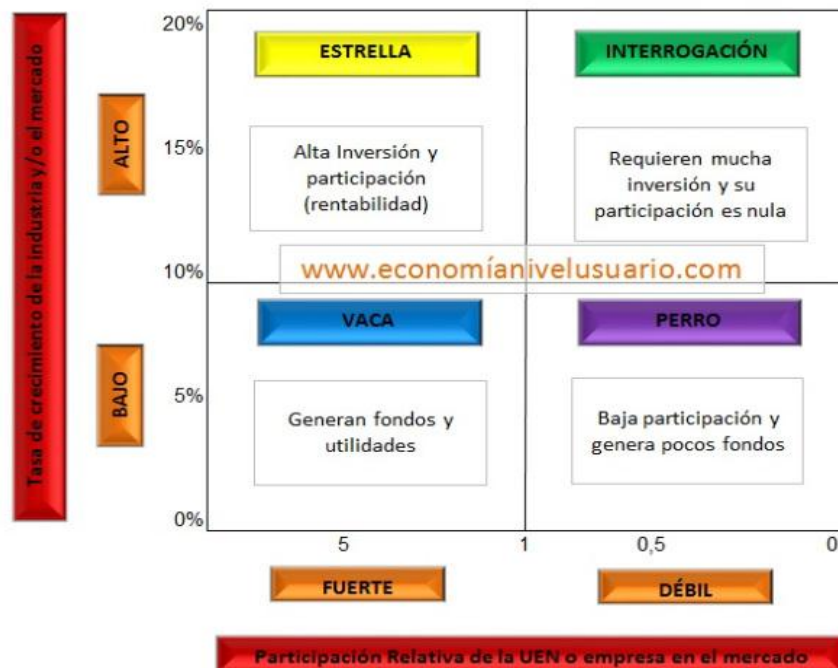 Tasa de crecimiento de la industria y/o el mercado
ALTO
BAJO
20%
15%
10%
5%
0%
ESTRELLA
Alta Inversión y
participación
(rentabilidad)
INTERROGACIÓN
Requieren mucha
inversión y su
participación es nula
www.economíanivelusuario.com
VACA
Generan fondos y
utilidades
PERRO
Baja participación y
genera pocos fondos
5
1
0,5
0
FUERTE
DÉBIL
Participación Relativa de la UEN o empresa en el mercado